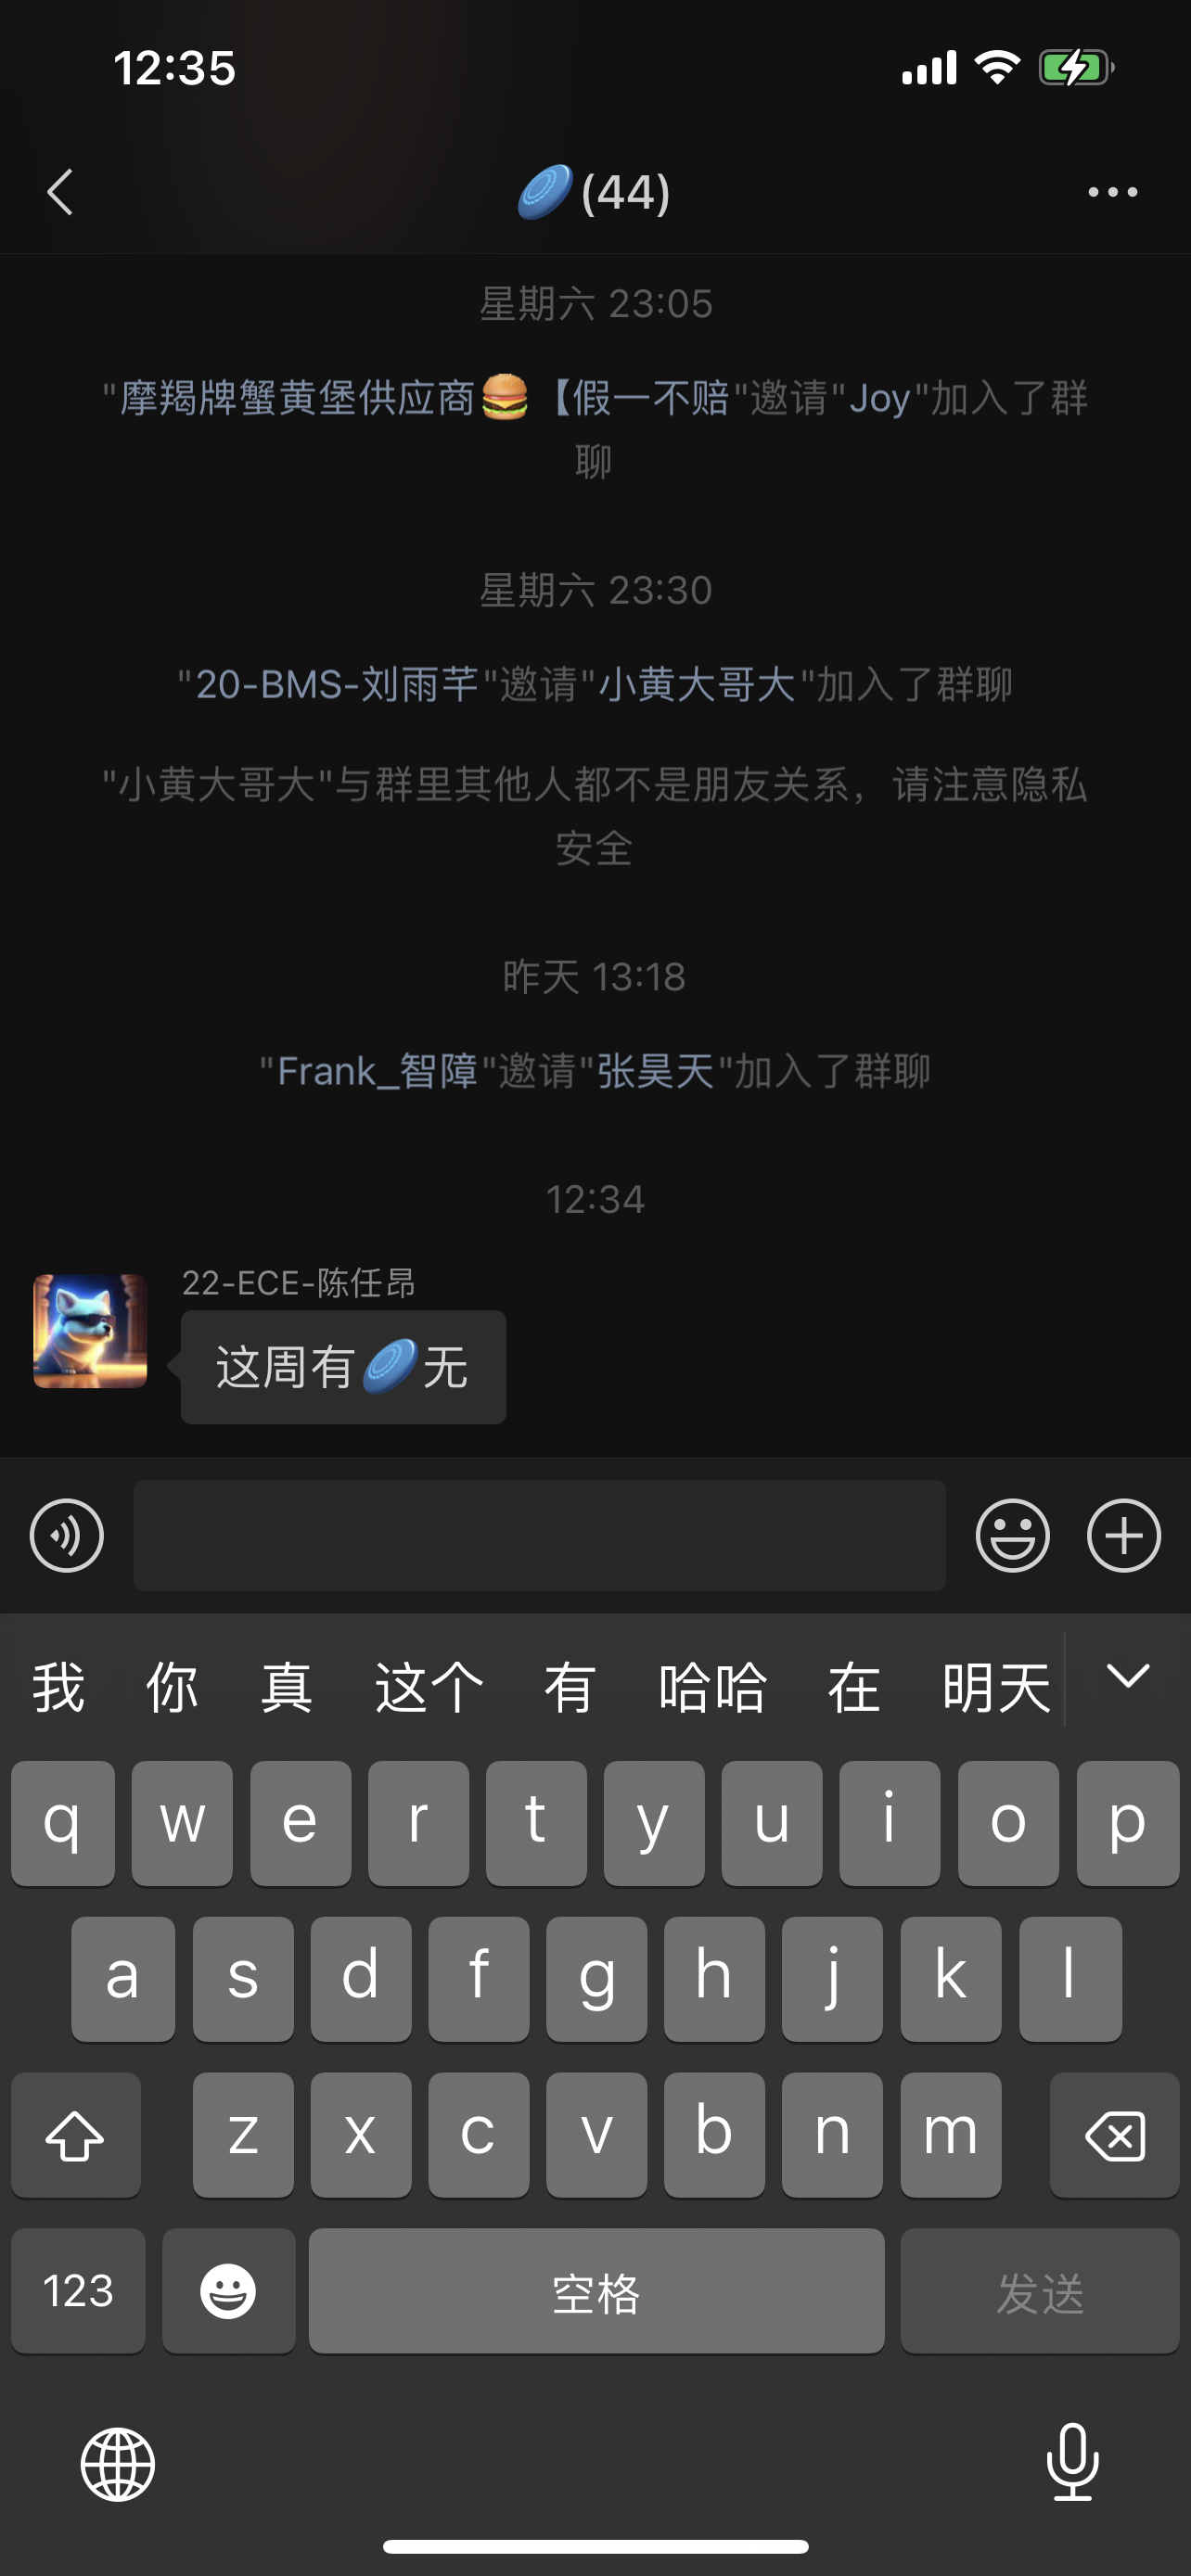 12:35
🥏(44)
星期六 23:05
"摩羯牌蟹黄堡供应商🍔【假一不赔"邀请"Joy"加入了群
聊
星期六 23:30
"20-BMS-刘雨芊"邀请"小黄大哥大"加入了群聊
"小黄大哥大"与群里其他人都不是朋友关系，请注意隐私
安全
昨天 13:18
"Frank_智障"邀请"张昊天"加入了群聊
12:34
22-ECE-陈任昂
这周有🥏无
我 你 真 这个 有 哈哈 在 明天
q w e r t y u i o p
a s d f g h j k l
z x c v b n m
123 空格 发送